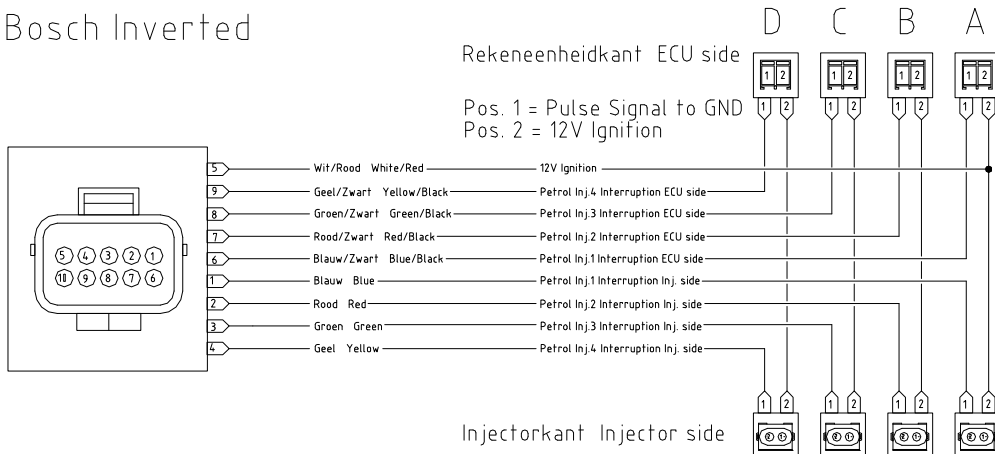 Bosch Inverted
D C B A
Rekeneenheidkant ECU side
1 2 1 2 1 2 1 2
Pos. 1 = Pulse Signal to GND
1 2 1 2 1 2 1 2
Pos. 2 = 12V Ignition
5 Wit/Rood White/Red 12V Ignition
9 Geel/Zwart Yellow/Black Petrol Inj.4 Interruption ECU side
8 Groen/Zwart Green/Black Petrol Inj.3 Interruption ECU side
7 Rood/Zwart Red/Black Petrol Inj.2 Interruption ECU side
6 Blauw/Zwart Blue/Black Petrol Inj.1 Interruption ECU side
5 4 3 2 1
10 9 8 7 6
1 Blauw Blue Petrol Inj.1 Interruption Inj. side
2 Rood Red Petrol Inj.2 Interruption Inj. side
3 Groen Green Petrol Inj.3 Interruption Inj. side
4 Geel Yellow Petrol Inj.4 Interruption Inj. side
1 2 1 2 1 2 1 2
Injectorkant Injector side